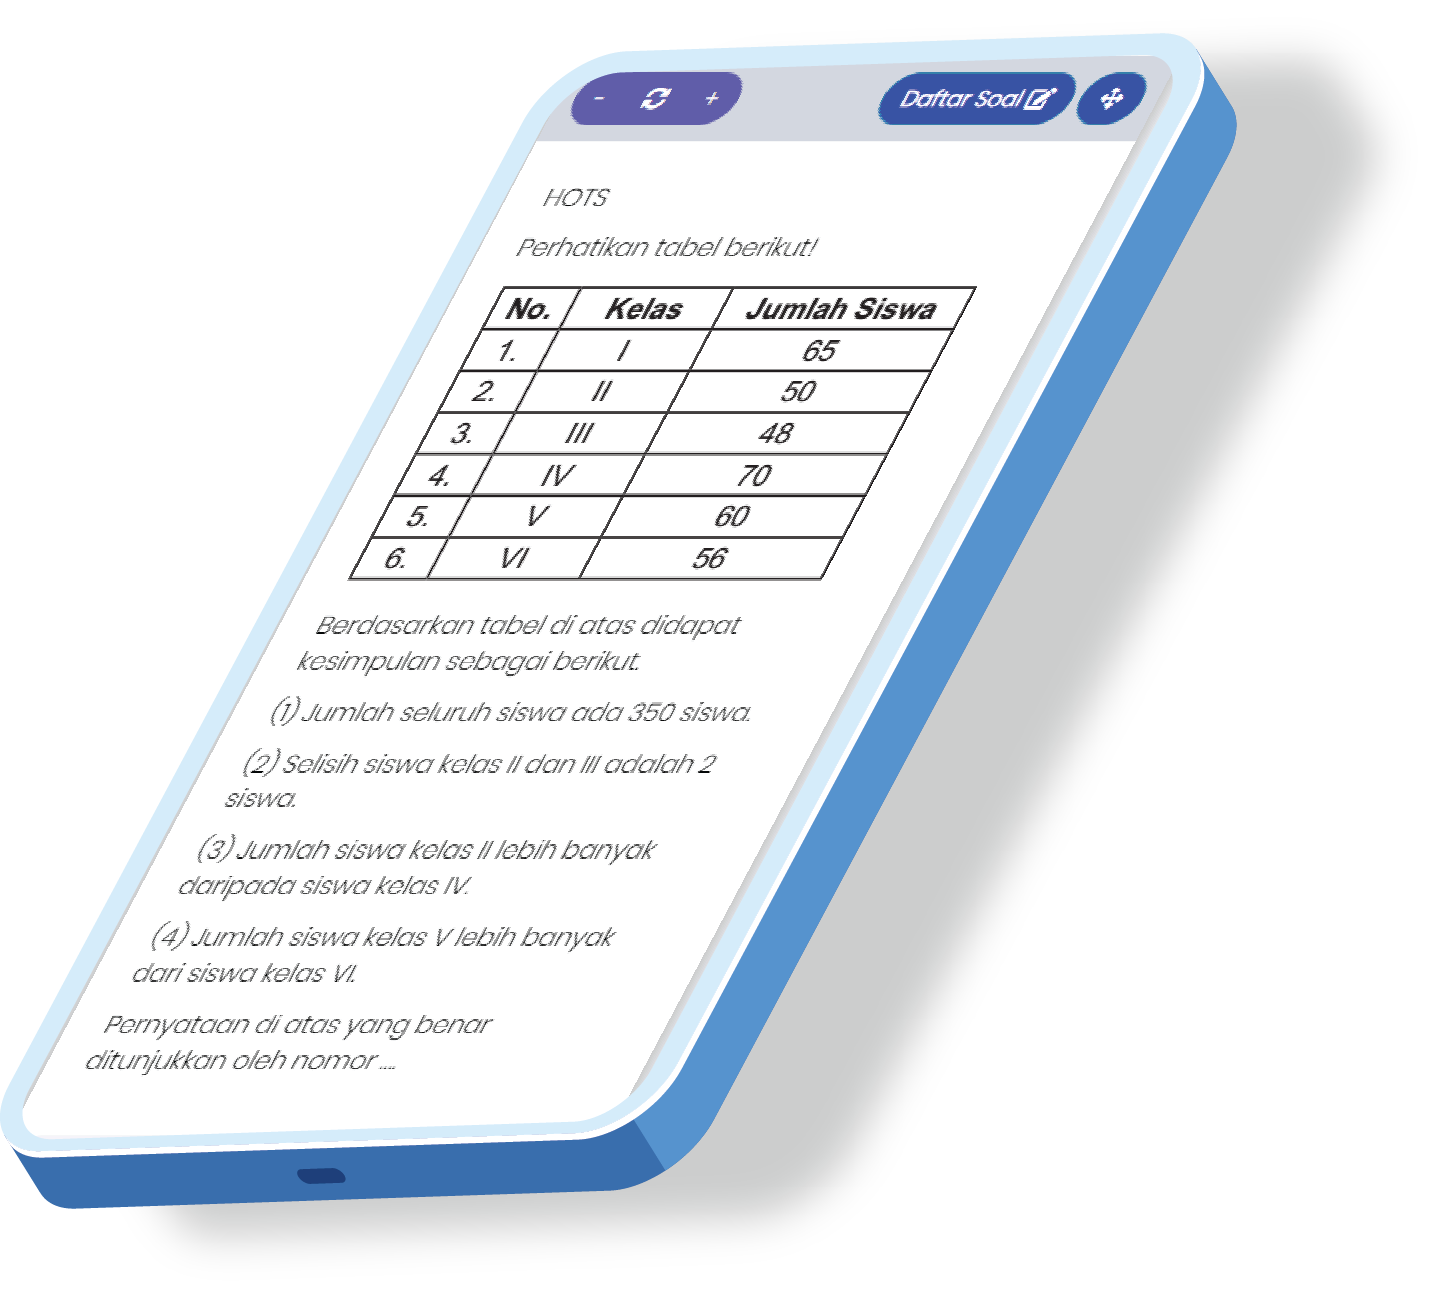 - +
Daftar Soal
HOTS
Perhatikan tabel berikut!
No. Kelas Jumlah Siswa
1. I 65
2. II 50
3. III 48
4. IV 70
5. V 60
6. VI 56
Berdasarkan tabel di atas didapat
kesimpulan sebagai berikut.
(1) Jumlah seluruh siswa ada 350 siswa.
(2) Selisih siswa kelas II dan III adalah 2
siswa.
(3) Jumlah siswa kelas II lebih banyak
daripada siswa kelas IV.
(4) Jumlah siswa kelas V lebih banyak
dari siswa kelas VI.
Pernyataan di atas yang benar
ditunjukkan oleh nomor ....